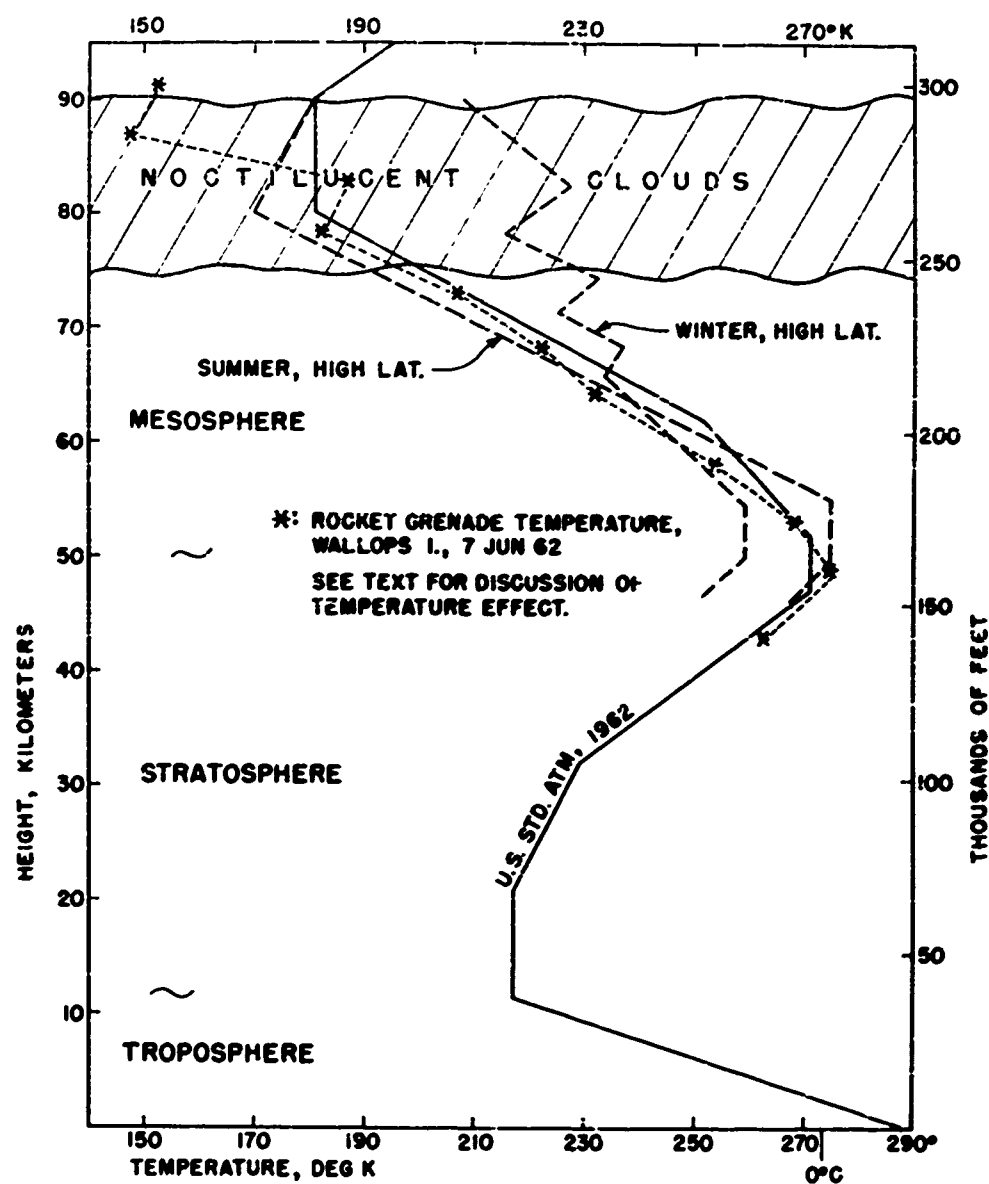 150 190 230 270° K
90
300
NOCTILUCENT CLOUDS
80
250
70
WINTER, HIGH LAT.
SUMMER, HIGH LAT.
MESOSPHERE
60
200
*: ROCKET GRENADE TEMPERATURE,
WALLOPS I., 7 JUN 62
50
SEE TEXT FOR DISCUSSION OF
TEMPERATURE EFFECT.
150
HEIGHT, KILOMETERS
THOUSANDS OF FEET
40
U.S. STD. ATM, 1962
STRATOSPHERE
30
100
20
50
10
TROPOSPHERE
150 170 190 210 230 250 270 290°
TEMPERATURE, DEG K
0°C